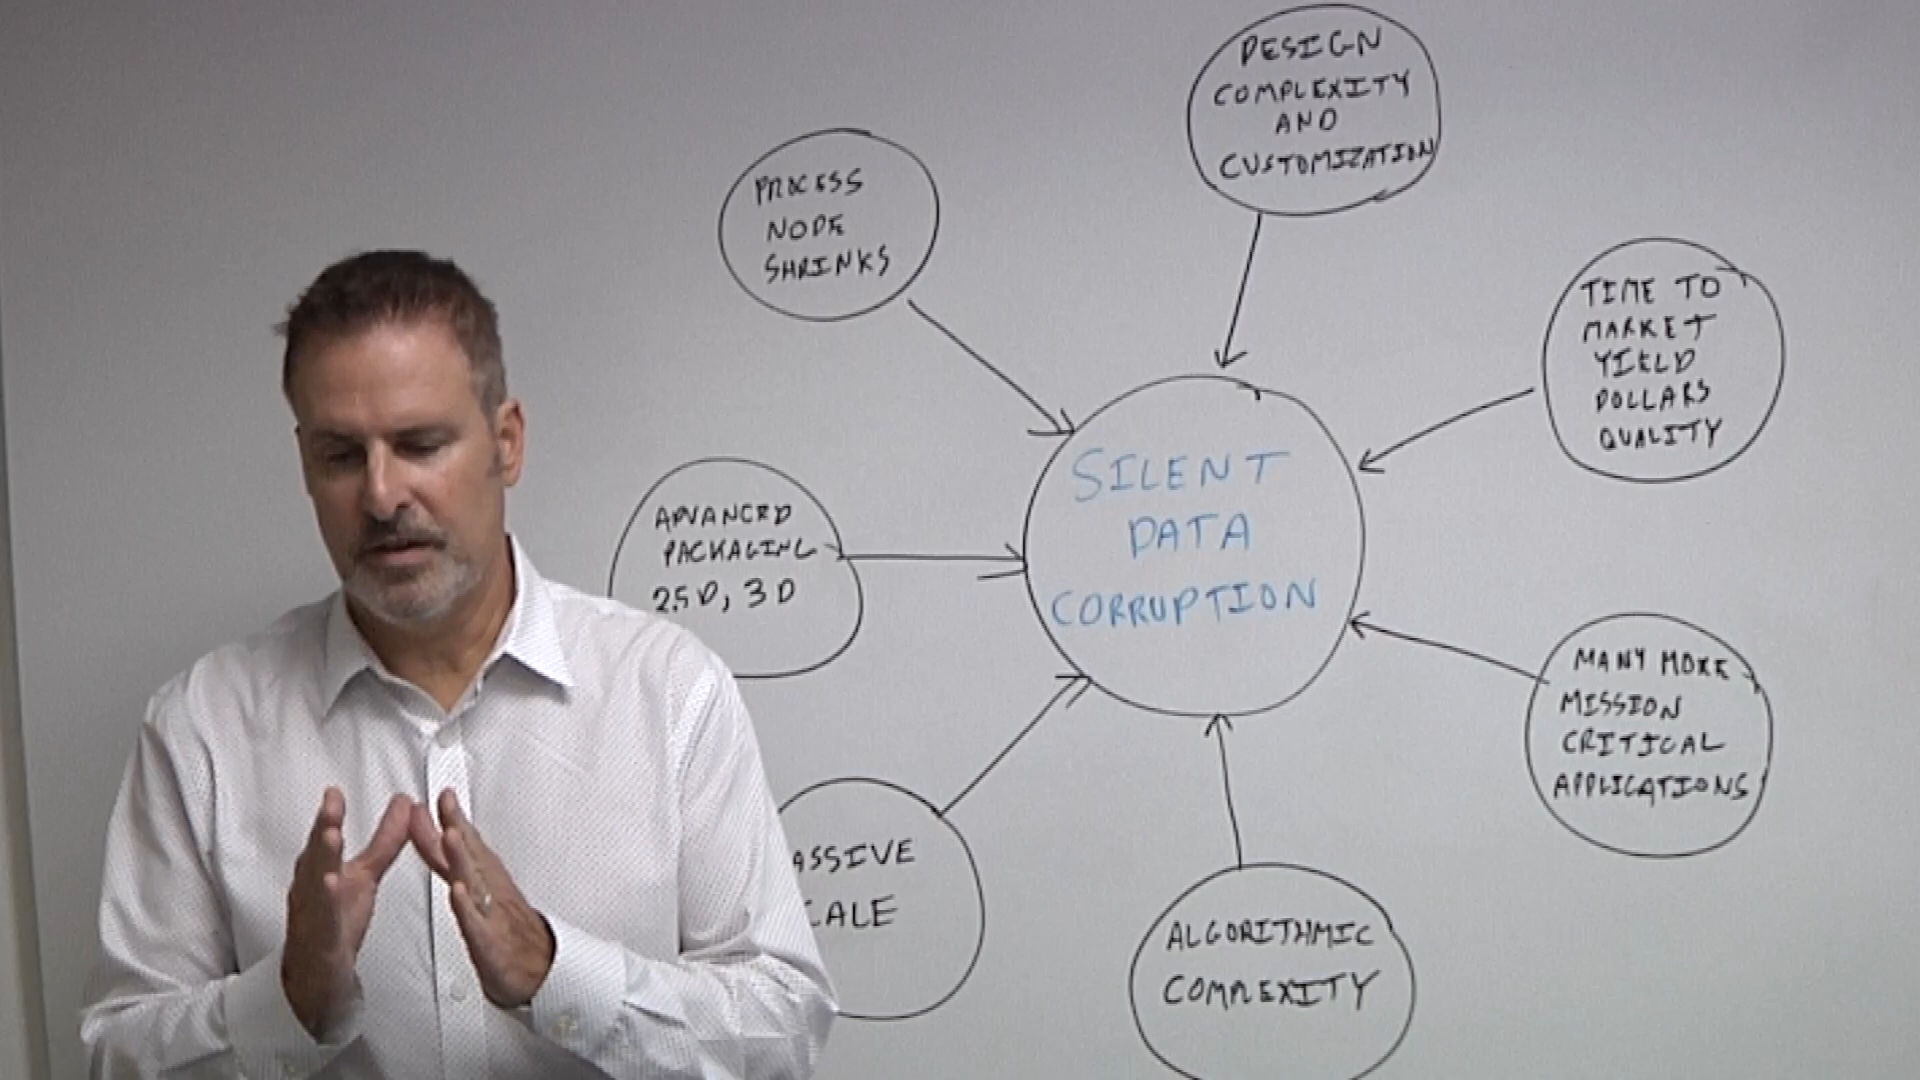 DESIGN
COMPLEXITY
AND
CUSTOMIZATION
PROCESS
NODE
SHRINKS
TIME TO
MARKET
YIELD
DOLLARS
QUALITY
SILENT
DATA
CORRUPTION
ADVANCED
PACKAGING
2.5D, 3D
MANY MORE
MISSION
CRITICAL
APPLICATIONS
ASSIVE
CALE
ALGORITHMIC
COMPLEXITY